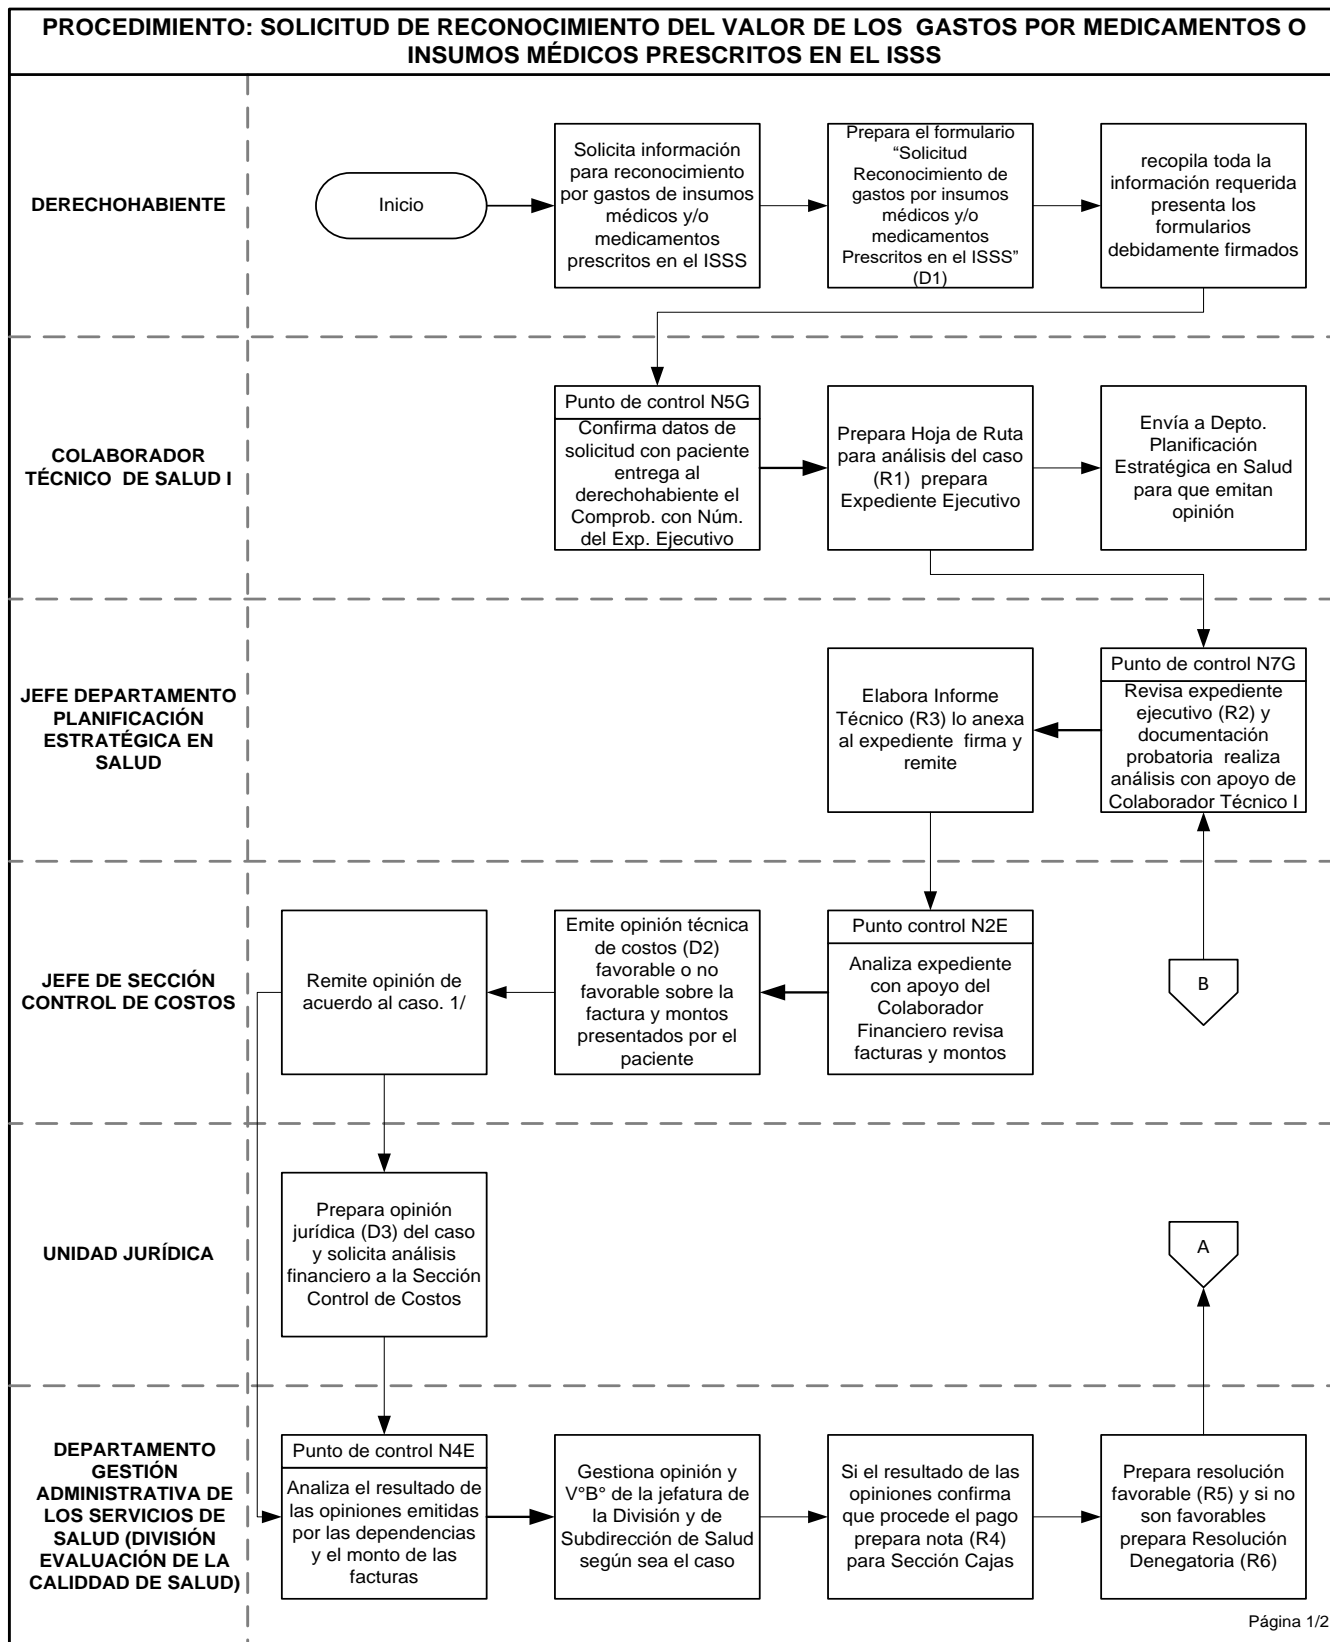 PROCEDIMIENTO: SOLICITUD DE RECONOCIMIENTO DEL VALOR DE LOS  GASTOS POR MEDICAMENTOS O
INSUMOS MÉDICOS PRESCRITOS EN EL ISSS
DERECHOHABIENTE
Inicio
Solicita información
para reconocimiento
por gastos de insumos
médicos y/o
medicamentos
prescritos en el ISSS
Prepara el formulario
“Solicitud
Reconocimiento de
gastos por insumos
médicos y/o
medicamentos
Prescritos en el ISSS”
(D1)
recopila toda la
información requerida
presenta los
formularios
debidamente firmados
COLABORADOR
TÉCNICO  DE SALUD I
Punto de control N5G
Confirma datos de
solicitud con paciente
entrega al
derechohabiente el
Comprob. con Núm.
del Exp. Ejecutivo
Prepara Hoja de Ruta
para análisis del caso
(R1)  prepara
Expediente Ejecutivo
Envía a Depto.
Planificación
Estratégica en Salud
para que emitan
opinión
JEFE DEPARTAMENTO
PLANIFICACIÓN
ESTRATÉGICA EN
SALUD
Elabora Informe
Técnico (R3) lo anexa
al expediente  firma y
remite
Punto de control N7G
Revisa expediente
ejecutivo (R2) y
documentación
probatoria  realiza
análisis con apoyo de
Colaborador Técnico I
JEFE DE SECCIÓN
CONTROL DE COSTOS
Remite opinión de
acuerdo al caso. 1/
Emite opinión técnica
de costos (D2)
favorable o no
favorable sobre la
factura y montos
presentados por el
paciente
Punto control N2E
Analiza expediente
con apoyo del
Colaborador
Financiero revisa
facturas y montos
B
UNIDAD JURÍDICA
Prepara opinión
jurídica (D3) del caso
y solicita análisis
financiero a la Sección
Control de Costos
A
DEPARTAMENTO
GESTIÓN
ADMINISTRATIVA DE
LOS SERVICIOS DE
SALUD (DIVISIÓN
EVALUACIÓN DE LA
CALIDDAD DE SALUD)
Punto de control N4E
Analiza el resultado de
las opiniones emitidas
por las dependencias
y el monto de las
facturas
Gestiona opinión y
V°B° de la jefatura de
la División y de
Subdirección de Salud
según sea el caso
Si el resultado de las
opiniones confirma
que procede el pago
prepara nota (R4)
para Sección Cajas
Prepara resolución
favorable (R5) y si no
son favorables
prepara Resolución
Denegatoria (R6)
Página 1/2